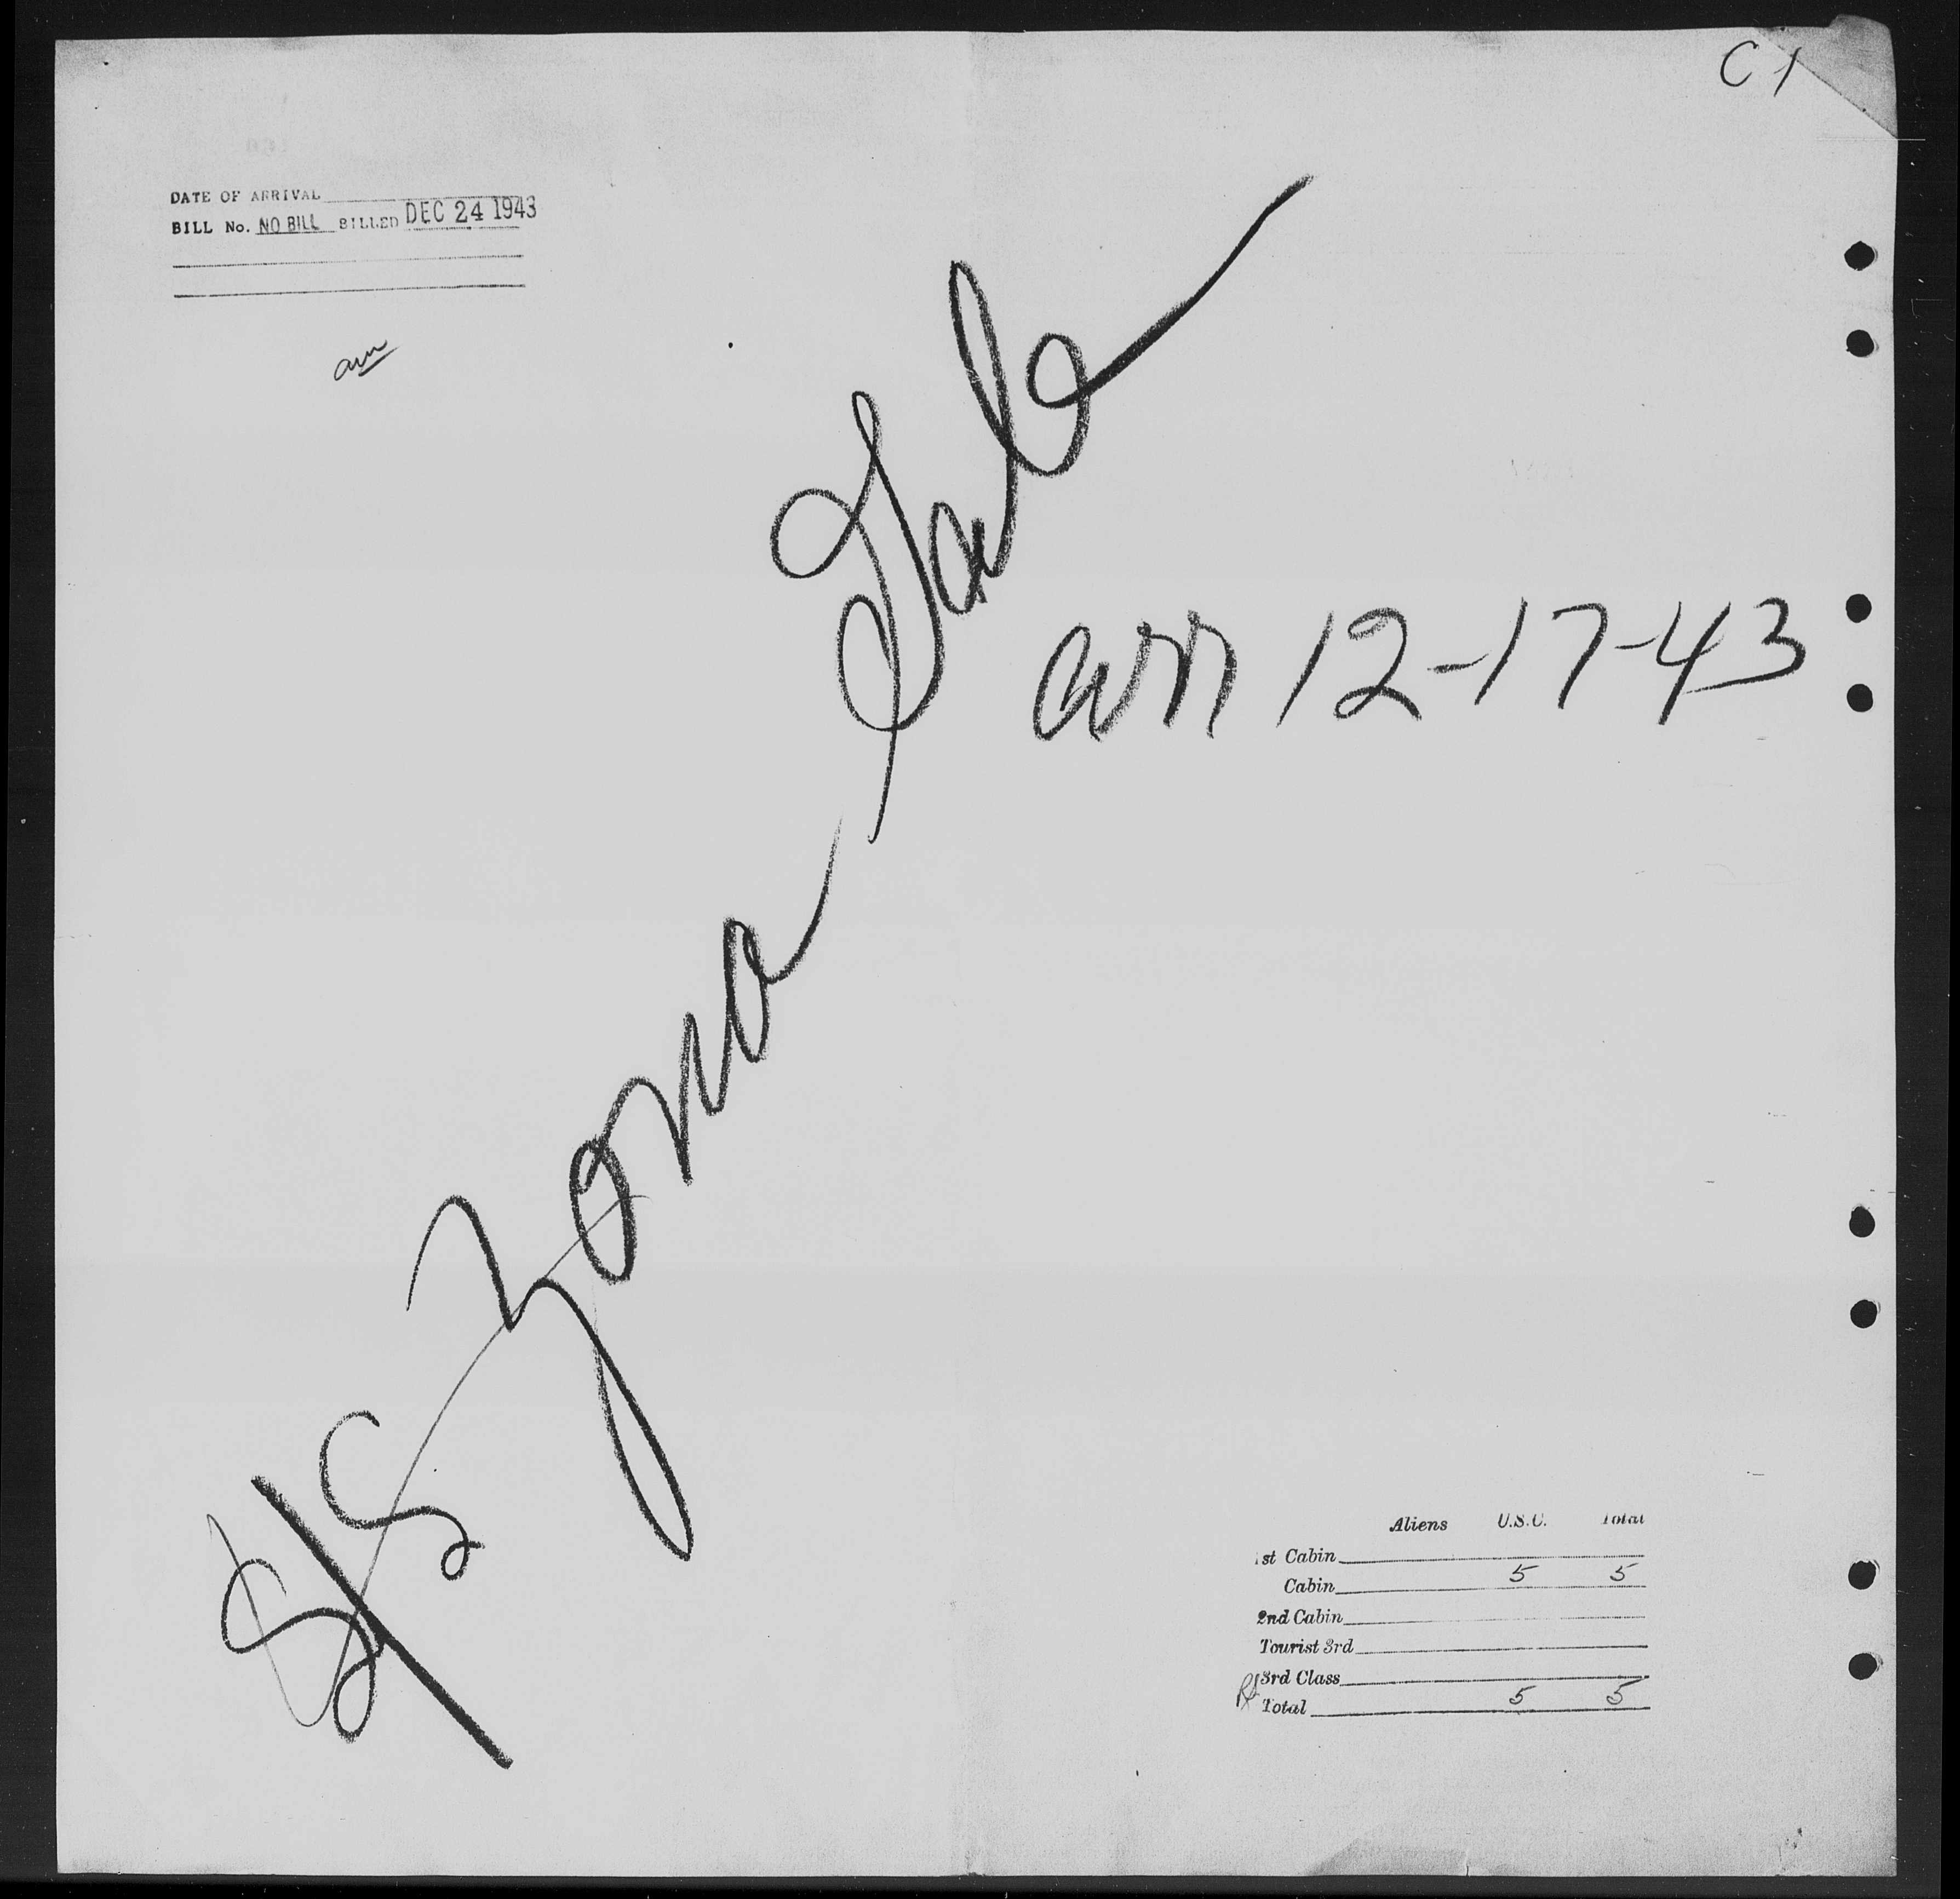 C 1
DATE OF ARRIVAL
BILL No. NO BILL BILLED DEC 24 1943
S/S Zona Gale
arr 12-17-43
Aliens U.S.C. Total
1st Cabin
Cabin 5 5
2nd Cabin
Tourist 3rd
3rd Class
Total 5 5